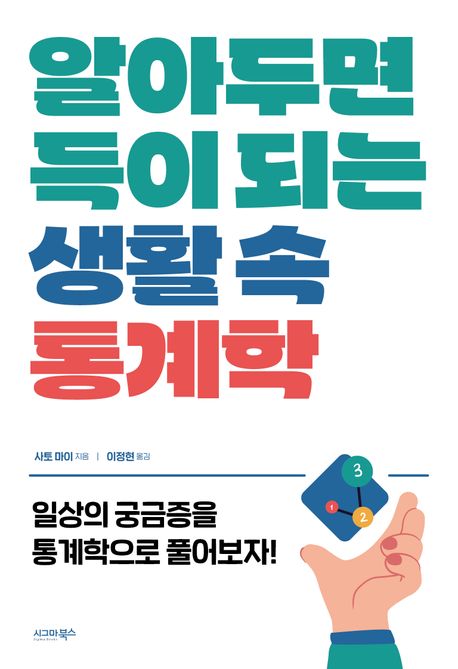 알아두면
득이 되는
생활 속
통계학
사토 마이 지음 | 이정현 옮김
3
1
2
일상의 궁금증을
통계학으로 풀어보자!
시그마북스
Sigma Books